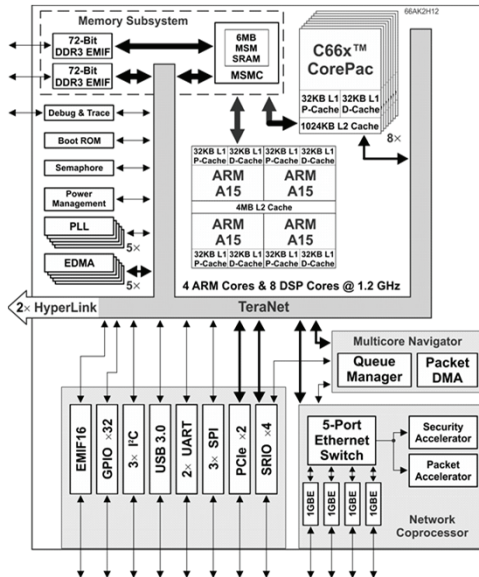 66AK2H12
Memory Subsystem
72-Bit
DDR3 EMIF
72-Bit
DDR3 EMIF
6MB
MSM
SRAM
MSMC
C66x™
CorePac
32KB L1
P-Cache
32KB L1
D-Cache
1024KB L2 Cache
8×
Debug & Trace
Boot ROM
Semaphore
Power
Management
PLL
5×
EDMA
5×
32KB L1
P-Cache
32KB L1
D-Cache
32KB L1
P-Cache
32KB L1
D-Cache
ARM
A15
ARM
A15
4MB L2 Cache
ARM
A15
ARM
A15
32KB L1
P-Cache
32KB L1
D-Cache
32KB L1
P-Cache
32KB L1
D-Cache
4 ARM Cores & 8 DSP Cores @ 1.2 GHz
2× HyperLink
TeraNet
Multicore Navigator
Queue
Manager
Packet
DMA
EMIF16
GPIO ×32
3× I²C
USB 3.0
2× UART
3× SPI
PCIe ×2
SRIO ×4
5-Port
Ethernet
Switch
Security
Accelerator
Packet
Accelerator
1GBE
1GBE
1GBE
1GBE
Network
Coprocessor